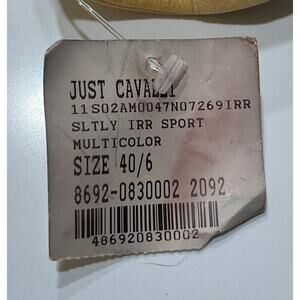 JUST CAVALLI
11S02AM0047N07269IRR
SLTLY IRR SPORT
MULTICOLOR
SIZE 40/6
8692-0830002 2092
486920830002